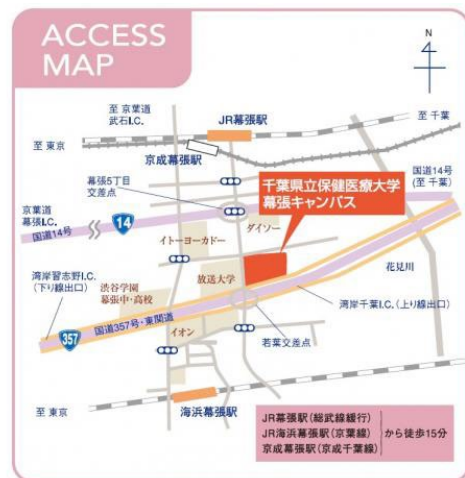 ACCESS
MAP
N
至 京葉道
武石I.C.
JR幕張駅
至 千葉
至 東京
京成幕張駅
幕張5丁目
交差点
千葉県立保健医療大学
幕張キャンパス
国道14号
(至 千葉)
京葉道
幕張I.C.
国道14号
14
イトーヨーカドー
ダイソー
放送大学
花見川
湾岸習志野I.C.
(下り線出口)
渋谷学園
幕張中・高校
湾岸千葉I.C.(上り線出口)
357
国道357号・東関道
イオン
若葉交差点
至 東京
海浜幕張駅
JR幕張駅(総武線緩行)
JR海浜幕張駅(京葉線)
京成幕張駅(京成千葉線)
から徒歩15分